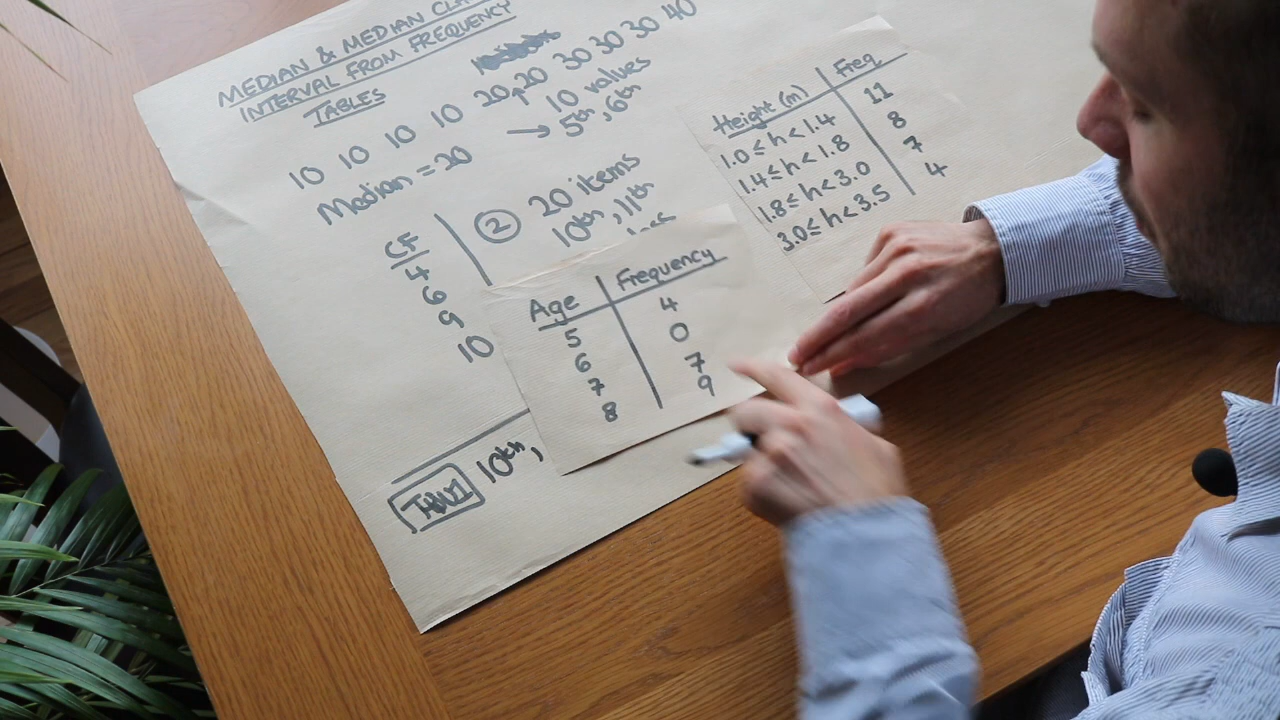 MEDIAN & MEDIAN CLA
INTERVAL FROM FREQUENCY
TABLES
10 10 10 10 20, 20 30 30 30 40
Median = 20
→ 10 values
5th, 6th
CF
4
6
9
10
② 20 items
10th, 11th
Age Frequency
5 4
6 0
7 7
8 9
10th,
Height (m) Freq
1.0 ≤ h < 1.4 11
1.4 ≤ h < 1.8 8
1.8 ≤ h < 3.0 7
3.0 ≤ h < 3.5 4